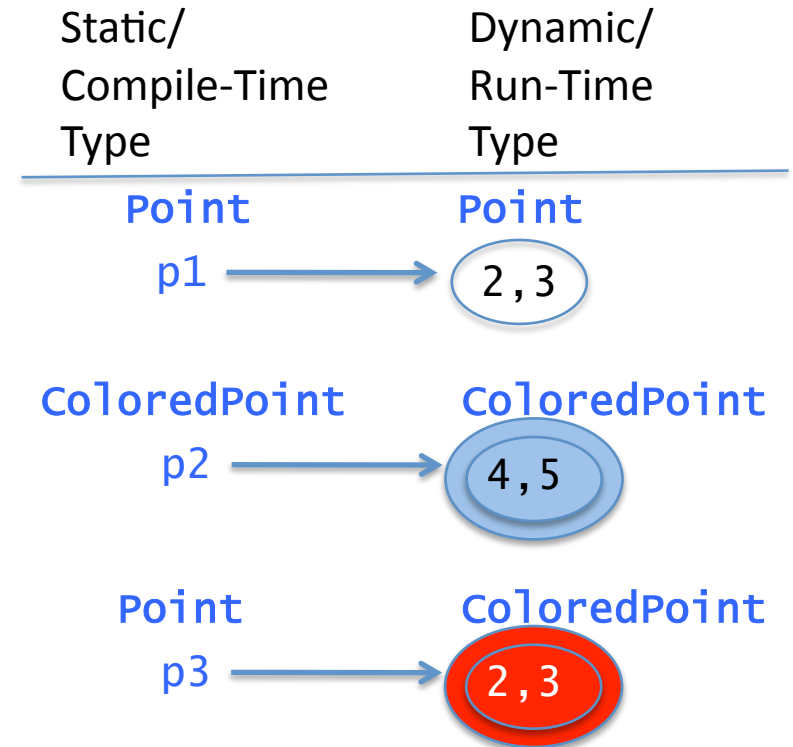 Static/ Dynamic/
Compile-Time Run-Time
Type Type
Point Point
p1 2,3
ColoredPoint ColoredPoint
p2 4,5
Point ColoredPoint
p3 2,3